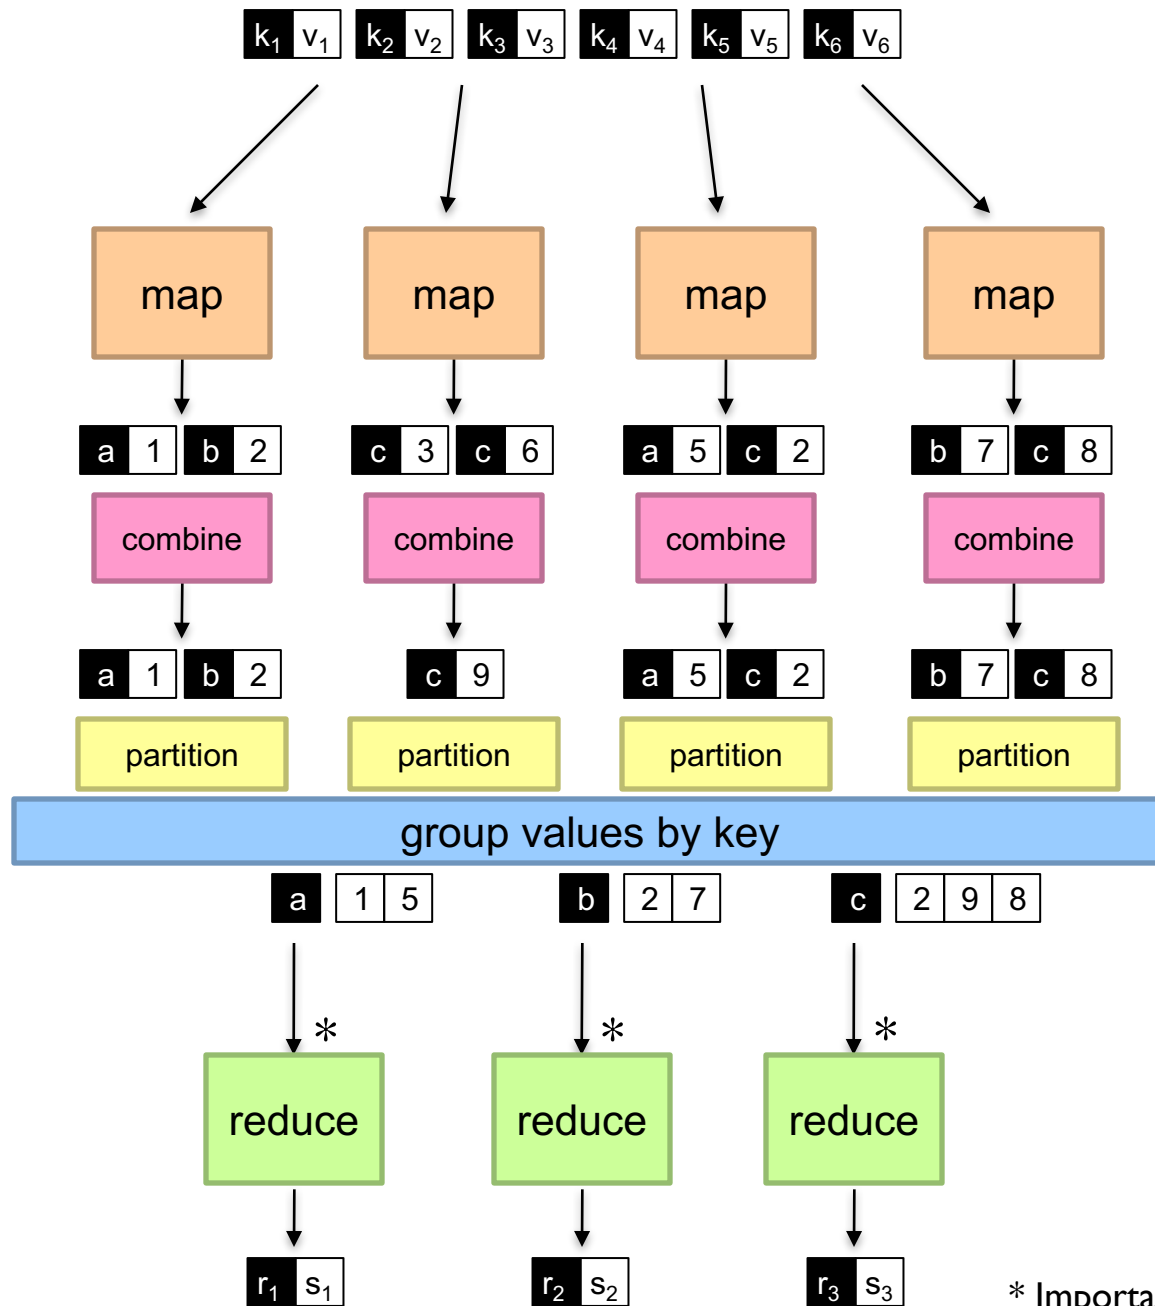 k₁ v₁ k₂ v₂ k₃ v₃ k₄ v₄ k₅ v₅ k₆ v₆
map map map map
a 1 b 2 c 3 c 6 a 5 c 2 b 7 c 8
combine combine combine combine
a 1 b 2 c 9 a 5 c 2 b 7 c 8
partition partition partition partition
group values by key
a 1 5 b 2 7 c 2 9 8
* * *
reduce reduce reduce
r₁ s₁ r₂ s₂ r₃ s₃
*